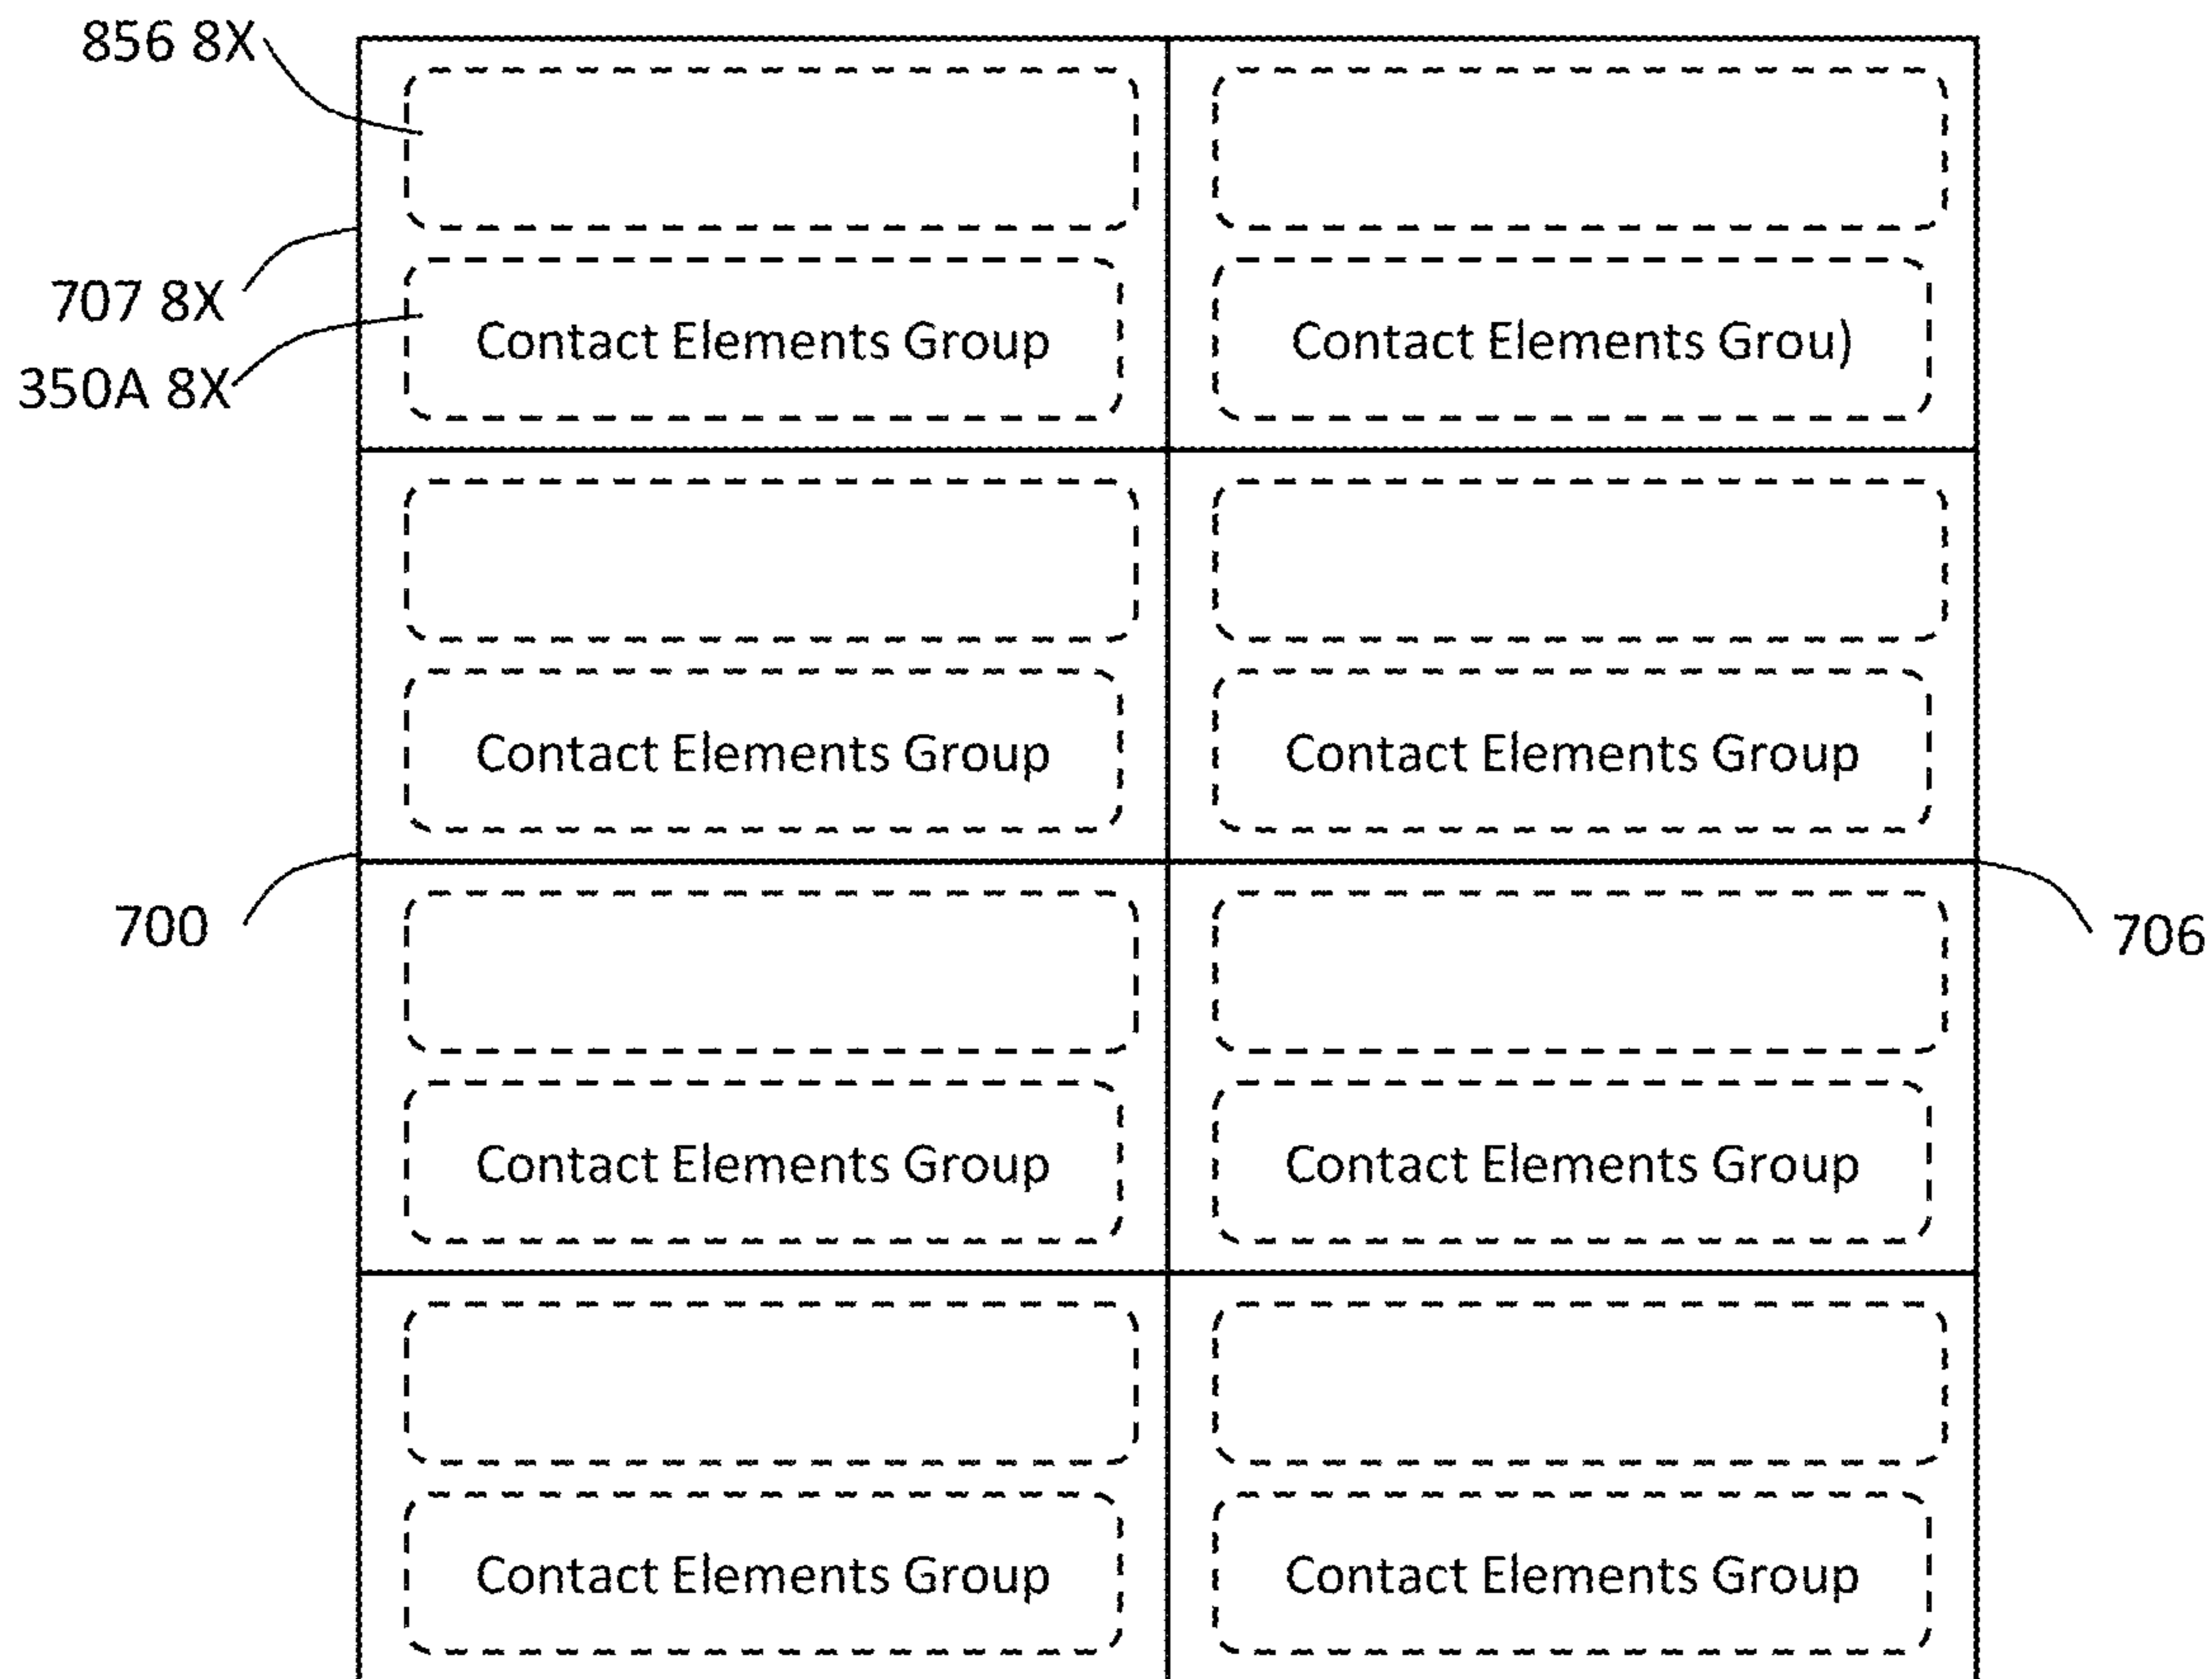 856 8X
707 8X
350A 8X
Contact Elements Group
Contact Elements Grou)
Contact Elements Group
Contact Elements Group
700
706
Contact Elements Group
Contact Elements Group
Contact Elements Group
Contact Elements Group